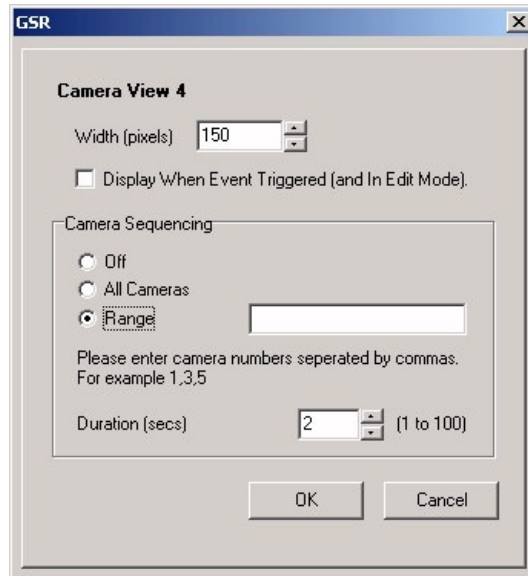 GSR
Camera View 4
Width (pixels) 150
Display When Event Triggered (and In Edit Mode).
Camera Sequencing
Off
All Cameras
Range
Please enter camera numbers seperated by commas.
For example 1,3,5
Duration (secs) 2 (1 to 100)
OK Cancel